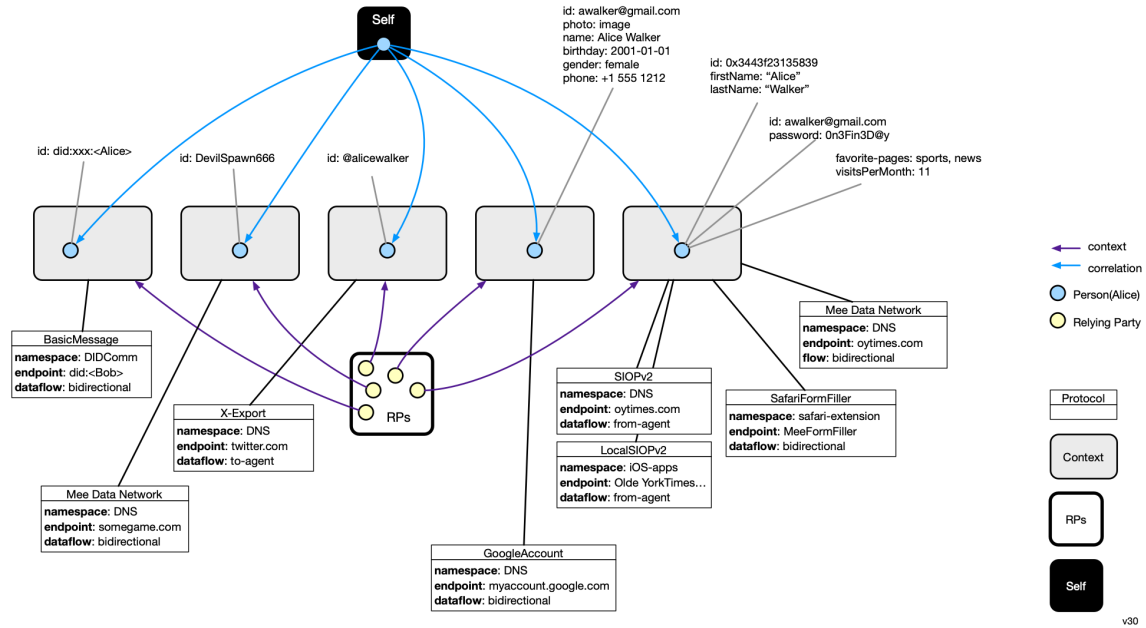 Self
id: awalker@gmail.com
photo: image
name: Alice Walker
birthday: 2001-01-01
gender: female
phone: +1 555 1212
id: 0x3443f23135839
firstName: “Alice”
lastName: “Walker”
id: awalker@gmail.com
password: 0n3Fin3D@y
favorite-pages: sports, news
visitsPerMonth: 11
id: did:xxx:<Alice>
id: DevilSpawn666
id: @alicewalker
BasicMessage
namespace: DIDComm
endpoint: did:<Bob>
dataflow: bidirectional
X-Export
namespace: DNS
endpoint: twitter.com
dataflow: to-agent
Mee Data Network
namespace: DNS
endpoint: somegame.com
dataflow: bidirectional
RPs
GoogleAccount
namespace: DNS
endpoint: myaccount.google.com
dataflow: bidirectional
SIOPv2
namespace: DNS
endpoint: oytimes.com
dataflow: from-agent
LocalSIOPv2
namespace: iOS-apps
endpoint: Olde YorkTimes…
dataflow: from-agent
SafariFormFiller
namespace: safari-extension
endpoint: MeeFormFiller
dataflow: bidirectional
Mee Data Network
namespace: DNS
endpoint: oytimes.com
flow: bidirectional
context
correlation
Person(Alice)
Relying Party
Protocol
Context
RPs
Self
v30